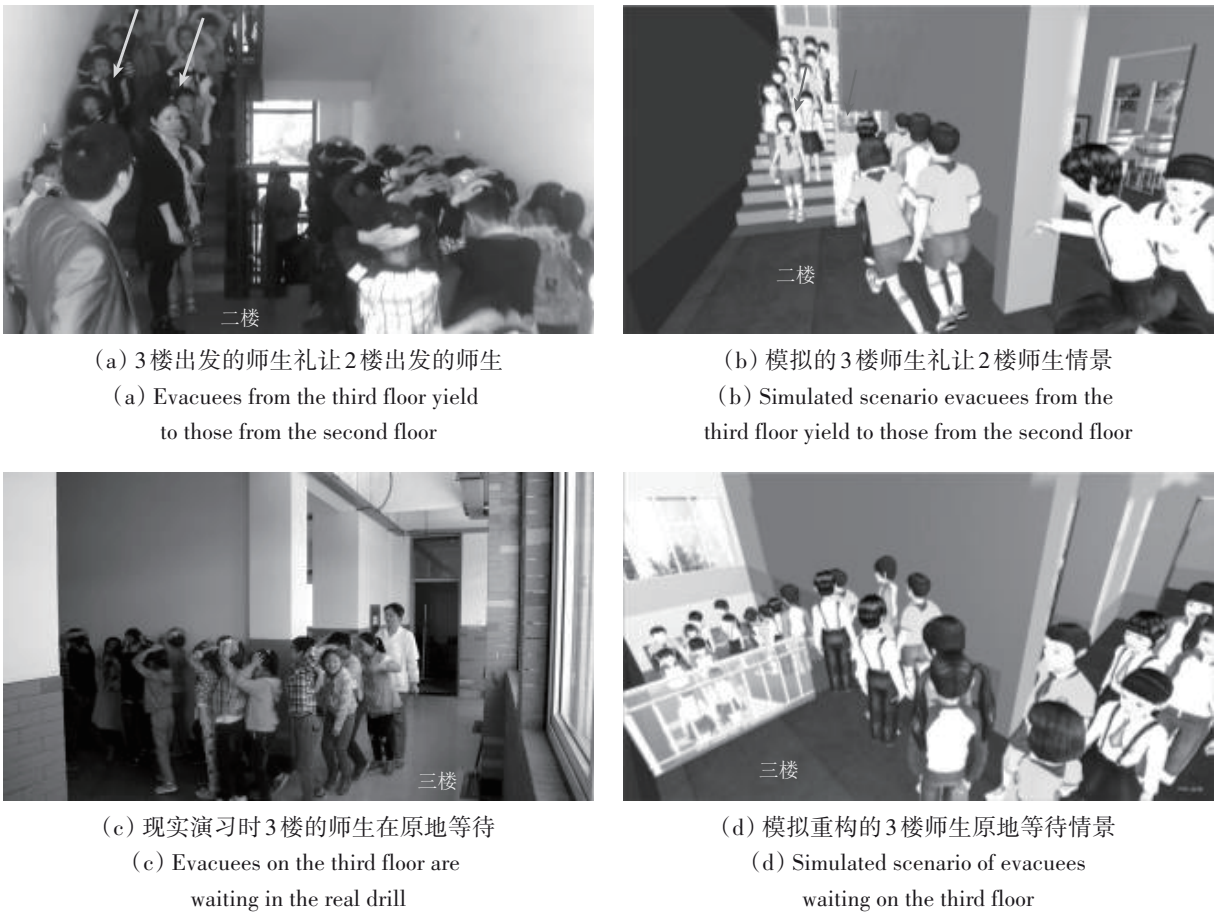 二楼
二楼
(a) 3楼出发的师生礼让2楼出发的师生
(a) Evacuees from the third floor yield
to those from the second floor
(b) 模拟的3楼师生礼让2楼师生情景
(b) Simulated scenario evacuees from the
third floor yield to those from the second floor
三楼
三楼
(c) 现实演习时3楼的师生在原地等待
(c) Evacuees on the third floor are
waiting in the real drill
(d) 模拟重构的3楼师生原地等待情景
(d) Simulated scenario of evacuees
waiting on the third floor